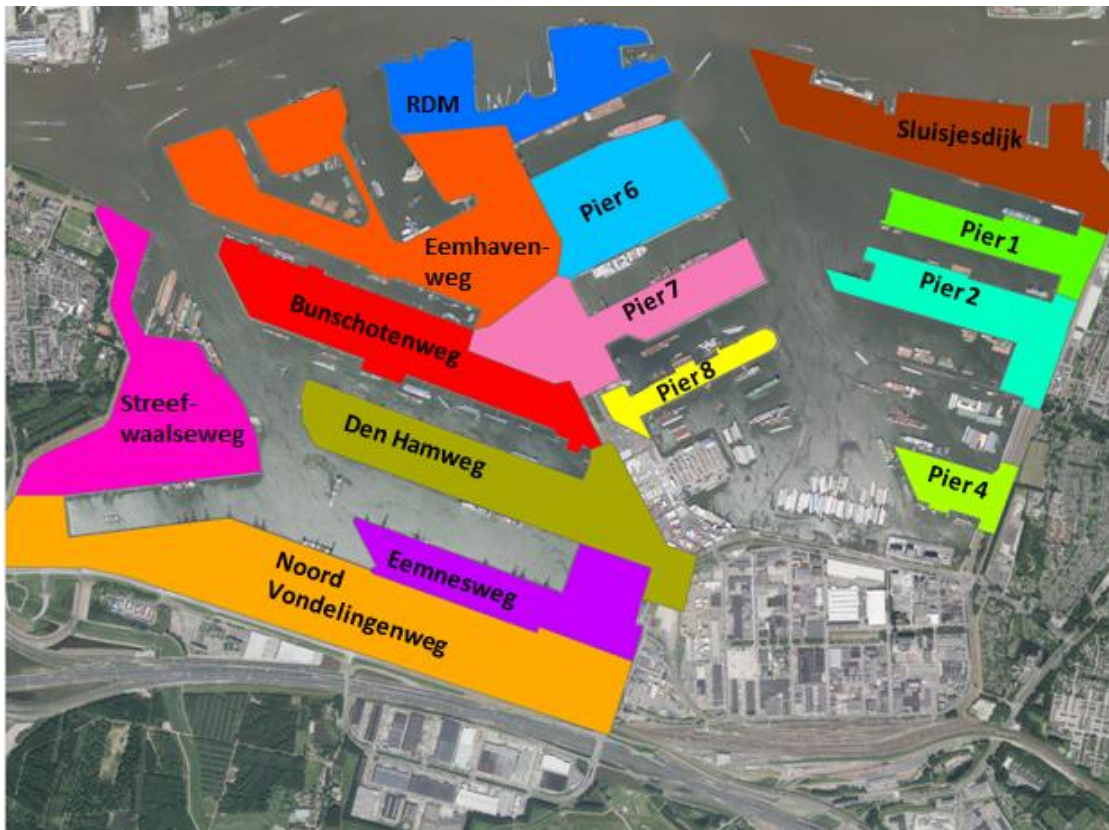 RDM
Sluisjesdijk
Pier 6
Pier 1
Eemhaven-
weg
Pier 2
Pier 7
Bunschotenweg
Pier 8
Streef-
waalseweg
Den Hamweg
Pier 4
Eemnesweg
Noord
Vondelingenweg